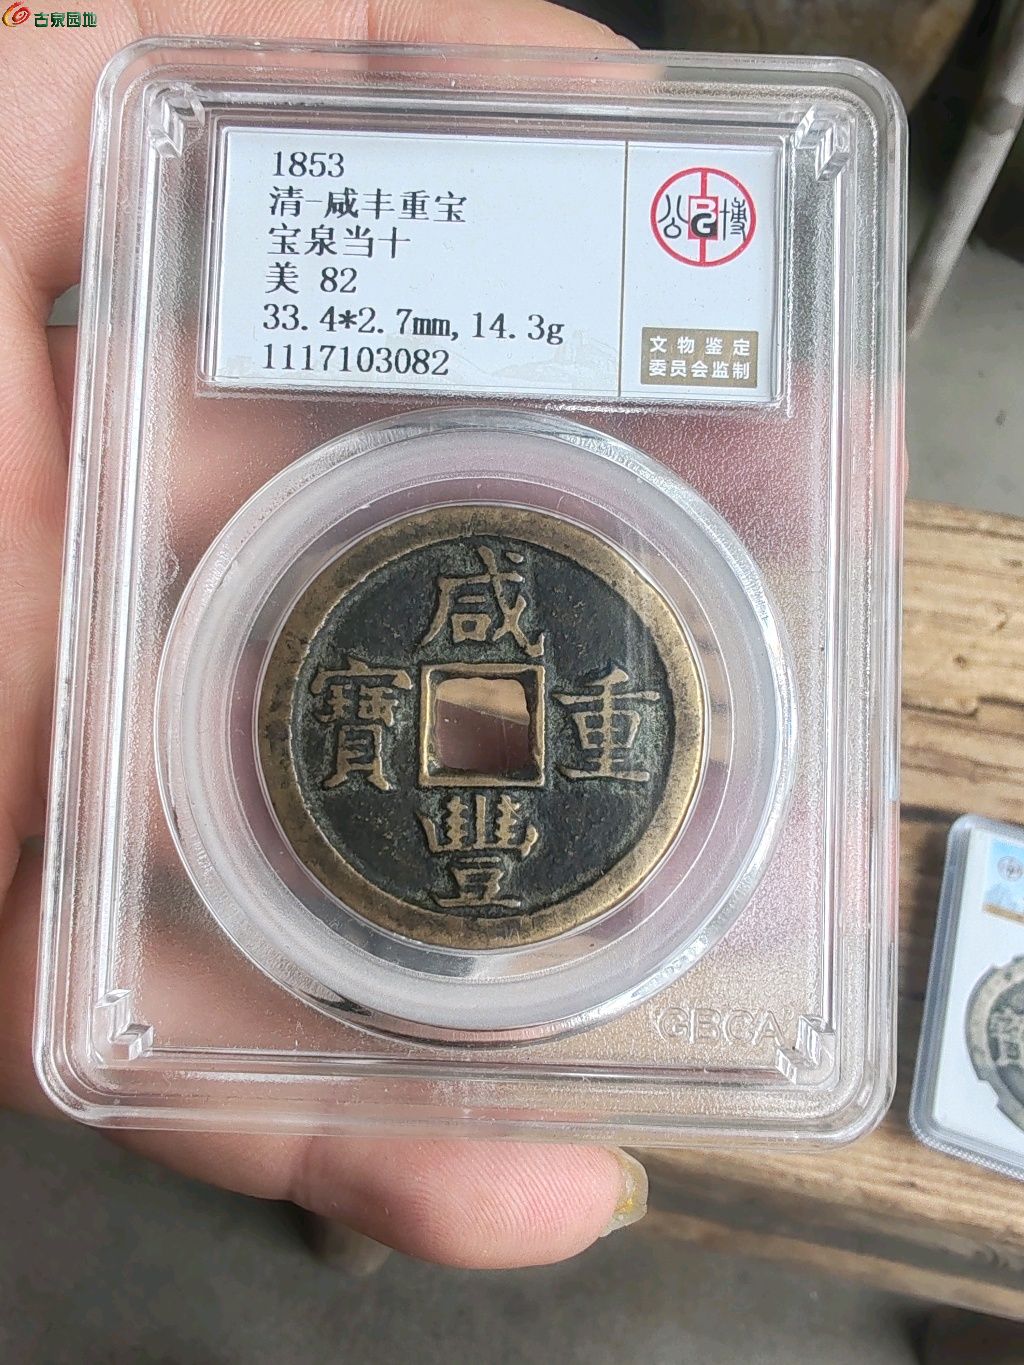 古泉园地
1853
清-咸丰重宝
宝泉当十
美 82
33.4*2.7mm,14.3g
1117103082
公 G 博
文物鉴定
委员会监制
咸
寶 重
豐
GBCA